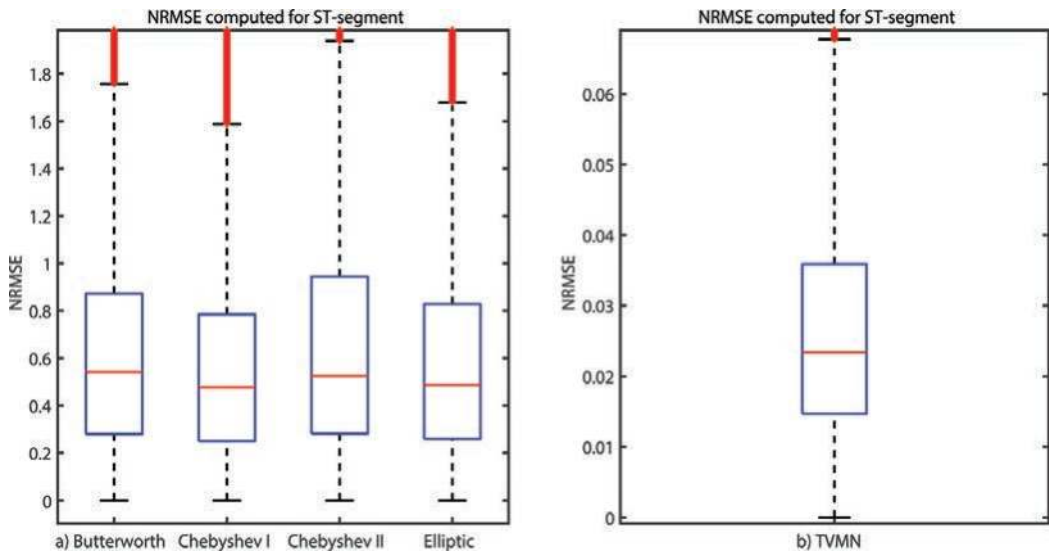 NRMSE computed for ST-segment
NRMSE
1.8
1.6
1.4
1.2
1
0.8
0.6
0.4
0.2
0
a) Butterworth Chebyshev I Chebyshev II Elliptic
NRMSE computed for ST-segment
NRMSE
0.06
0.05
0.04
0.03
0.02
0.01
0
b) TVMN